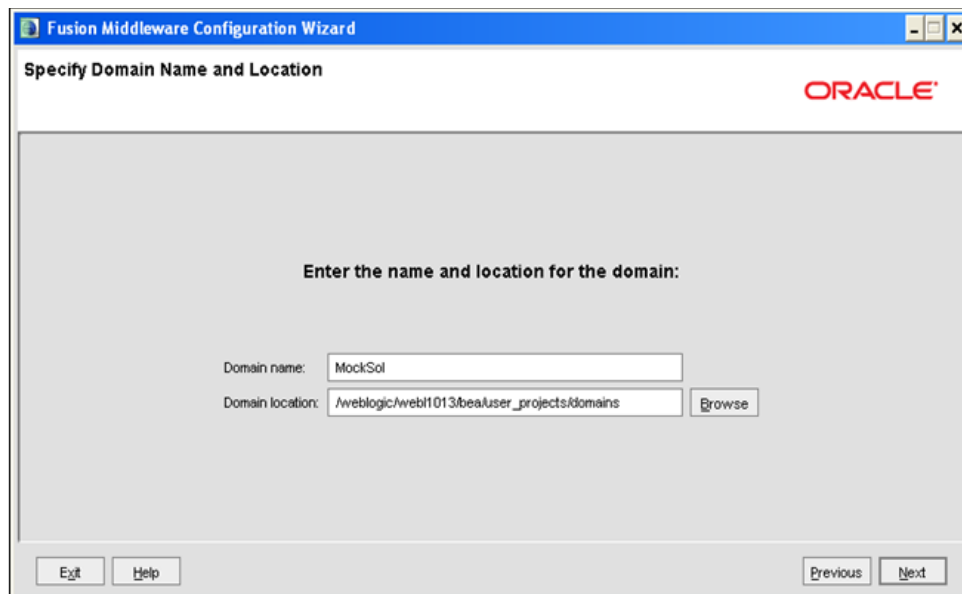 Fusion Middleware Configuration Wizard
Specify Domain Name and Location
ORACLE
Enter the name and location for the domain:
Domain name: MockSol
Domain location: /weblogic/webl1013/bea/user_projects/domains Browse
Exit Help Previous Next